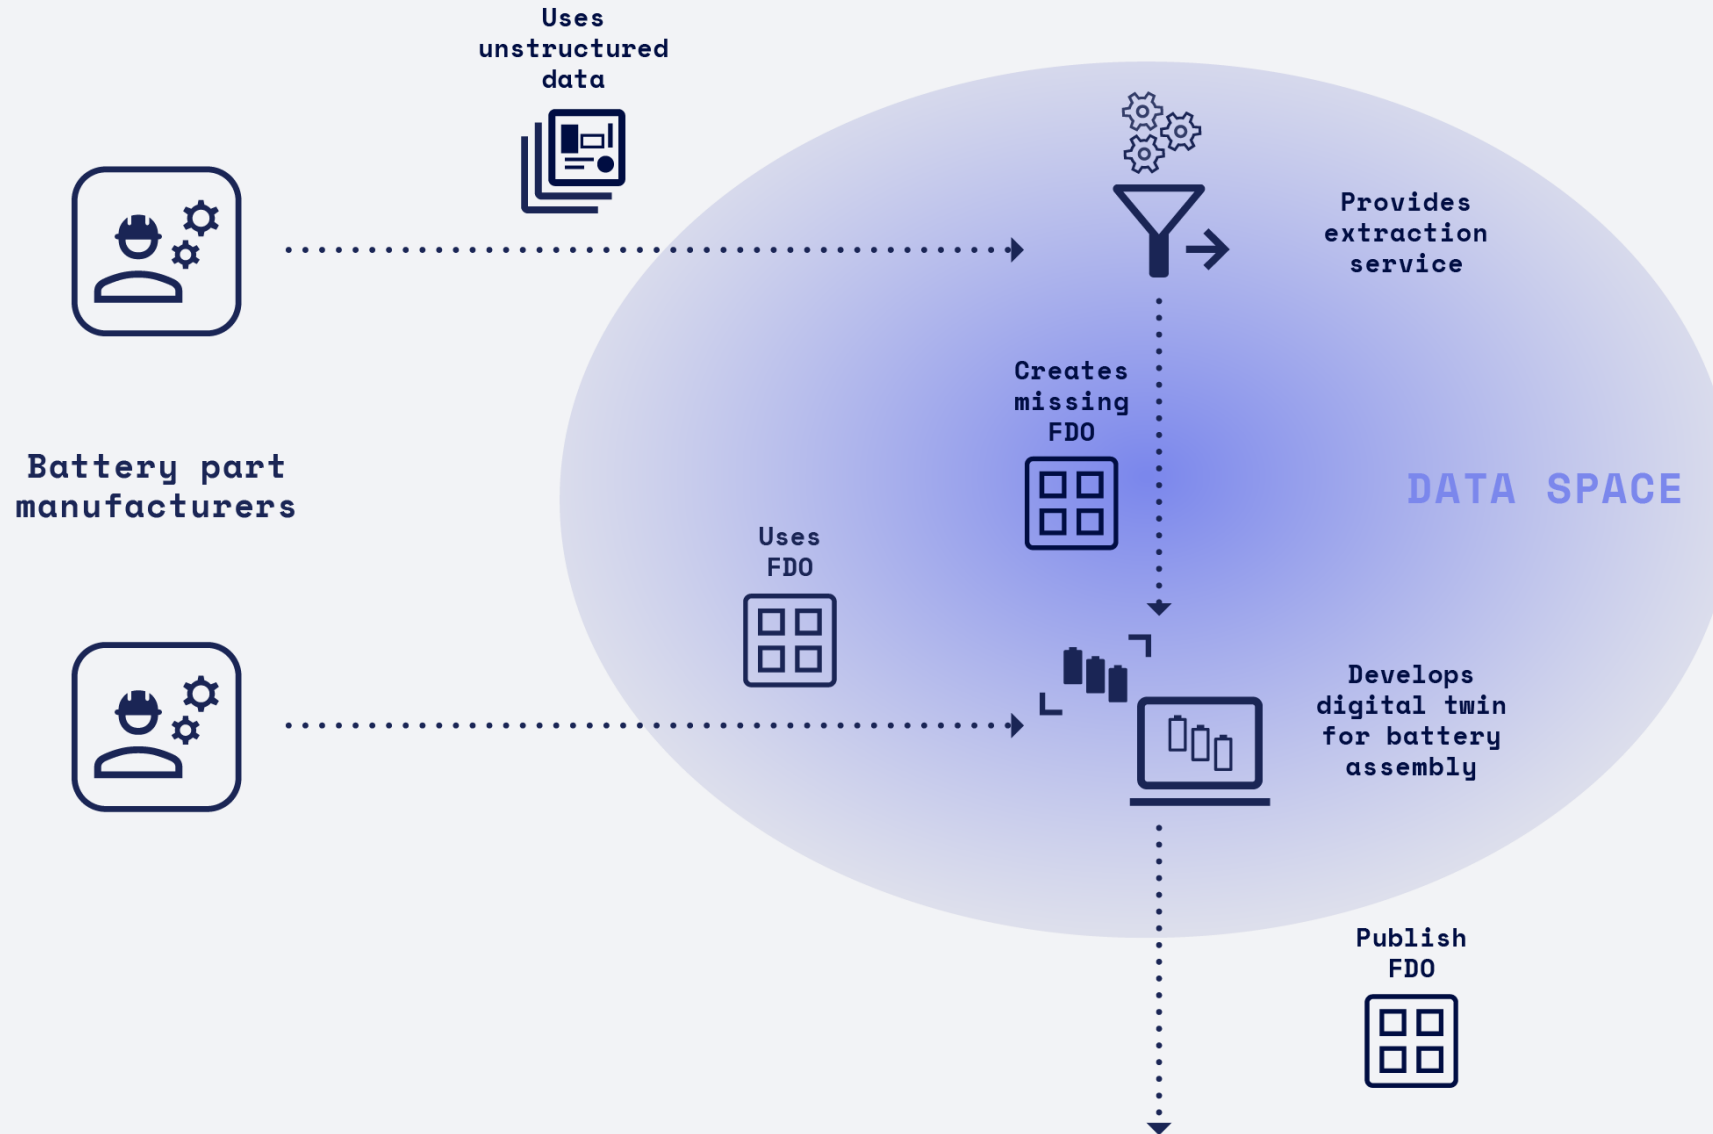 Uses
unstructured
data
Provides
extraction
service
Creates
missing
FDO
Battery part
manufacturers
DATA SPACE
Uses
FDO
Develops
digital twin
for battery
assembly
Publish
FDO